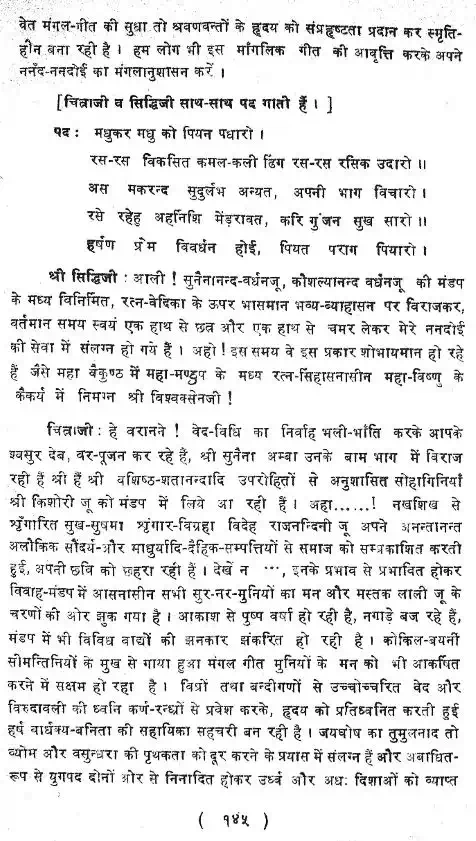 वेत मंगल-गीत की सुधा तो श्रवणवन्तों के हृदय को संप्रहृष्टता प्रदान कर स्मृति-
हीन बना रही है । हम लोग भी इस मांगलिक गीत की आवृत्ति करके अपने
ननँद-ननदोई का मंगलानुशासन करें ।
[ चित्राजी व सिद्धिजी साथ-साथ पद गाती हैं । ]
पद : मधुकर मधु को पियन पधारो ।
रस-रस विकसित कमल-कली ढिंग रस-रस रसिक उदारो ॥
अस मकरन्द सुदुर्लभ अन्यत, अपनी भाग विचारो ।
रसे रहेहु अहनिशि मेंड़रावत, करि गुंजन सुख सारो ॥
हर्षण प्रेम विवर्धन होई, पियत पराग पियारो ।
श्री सिद्धिजी : आली ! सुनैनानन्द-वर्धनजू, कौशल्यानन्द वर्धनजू की मंडप
के मध्य विनिर्मित, रत्न-वेदिका के ऊपर भासमान भव्य-व्याहासन पर विराजकर,
वर्तमान समय स्वयं एक हाथ से छत्र और एक हाथ से चमर लेकर मेरे ननदोई
की सेवा में संलग्न हो गये हैं । अहो ! इस समय वे इस प्रकार शोभायमान हो रहे
हैं जैसे महा बैकुण्ठ में महा-मण्डप के मध्य रत्न-सिंहासनासीन महा-विष्णु के
कैंकर्य में निमग्न श्री विश्वक्सेनजी !
चित्राजी : हे वरानने ! वेद-विधि का निर्वाह भली-भाँति करके आपके
श्वसुर देव, वर-पूजन कर रहे हैं, श्री सुनैना अम्बा उनके बाम भाग में विराज
रही हैं श्री हैं श्री वशिष्ठ-शतानन्दादि उपरोहितों से अनुशासित सोहागिनियाँ
श्री किशोरी जू को मंडप में लिये आ रही हैं । अहा......! नखशिख से
श्रृंगारित सुख-सुषमा श्रृंगार-विग्रहा विदेह राजनन्दिनी जू अपने अनन्तानन्त
अलौकिक सौंदर्य-और माधुर्यादि-दैहिक-सम्पत्तियों से समाज को सम्प्रकाशित करती
हुई, अपनी छवि को छहरा रही हैं । देखें न ···, इनके प्रभाव से प्रभावित होकर
विवाह-मंडप में आसनासीन सभी सुर-नर-मुनियों का मन और मस्तक लाली जू के
चरणों की ओर झुक गया है । आकाश से पुष्प वर्षा हो रही है, नगाड़े बज रहे हैं,
मंडप में भी विविध वाद्यों की झनकार झंकरित हो रही है । कोकिल-बयनीं
सीमन्तिनियों के मुख से गाया हुआ मंगल गीत मुनियों के मन को भी आकर्षित
करने में सक्षम हो रहा है । विप्रों तथा बन्दीगणों से उच्चोच्चरित वेद और
विरुदावली की ध्वनि कर्ण-रन्ध्रों से प्रवेश करके, हृदय को प्रतिध्वनित करती हुई
हर्ष वार्धक्य-बनिता की सहायिका सहचरी बन रही है । जयघोष का तुमुलनाद तो
व्योम और वसुन्धरा की पृथकता को दूर करने के प्रयास में संलग्न हैं और अबाधित-
रूप से युगपद दोनों ओर से निनादित होकर उर्ध्व और अधः दिशाओं को व्याप्त
( १४५ )